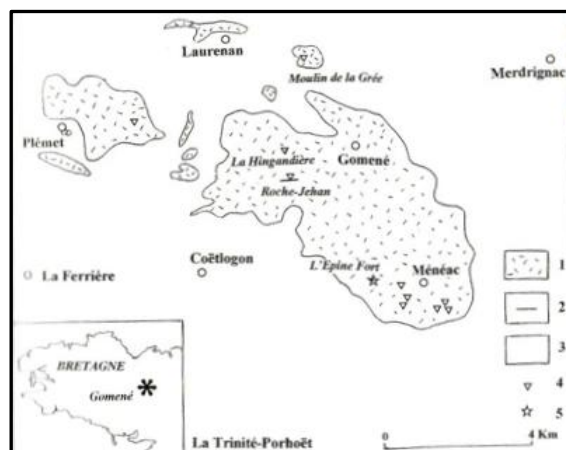 Laurenan
Moulin de la Grée
Merdrignac
Plémet
La Hingandière
Gomené
Roche-Jehan
L'Epine Fort
Ménéac
Coëtlogon
La Ferrière
1
2
3
4
5
BRETAGNE
Gomené
La Trinité-Porhoët
0 4 Km